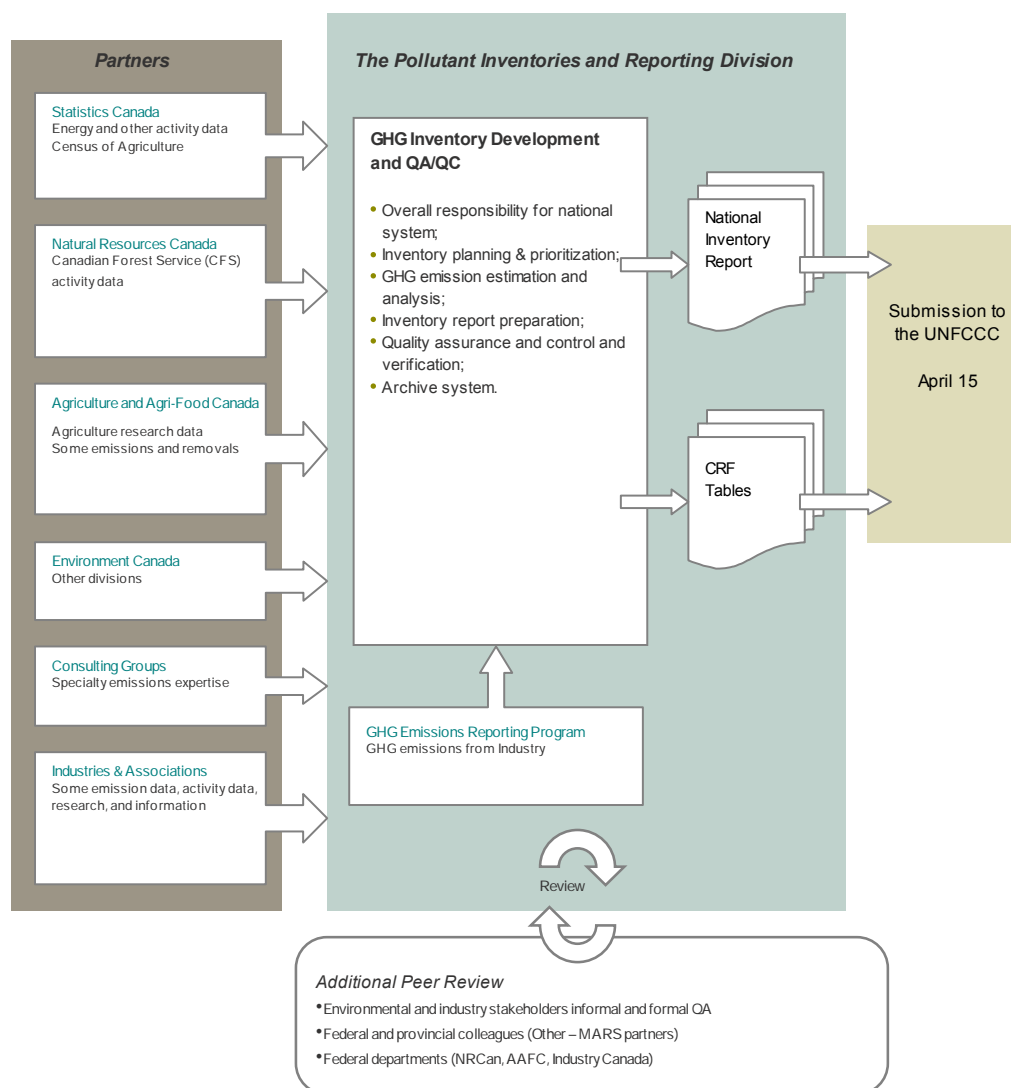 Partners
Statistics Canada
Energy and other activity data
Census of Agriculture
Natural Resources Canada
Canadian Forest Service (CFS)
activity data
Agriculture and Agri-Food Canada
Agriculture research data
Some emissions and removals
Environment Canada
Other divisions
Consulting Groups
Specialty emissions expertise
Industries & Associations
Some emission data, activity data,
research, and information
The Pollutant Inventories and Reporting Division
GHG Inventory Development
and QA/QC
• Overall responsibility for national
system;
• Inventory planning & prioritization;
• GHG emission estimation and
analysis;
• Inventory report preparation;
• Quality assurance and control and
verification;
• Archive system.
GHG Emissions Reporting Program
GHG emissions from Industry
National
Inventory
Report
CRF
Tables
Submission to
the UNFCCC
April 15
Review
Additional Peer Review
• Environmental and industry stakeholders informal and formal QA
• Federal and provincial colleagues (Other – MARS partners)
• Federal departments (NRCan, AAFC, Industry Canada)